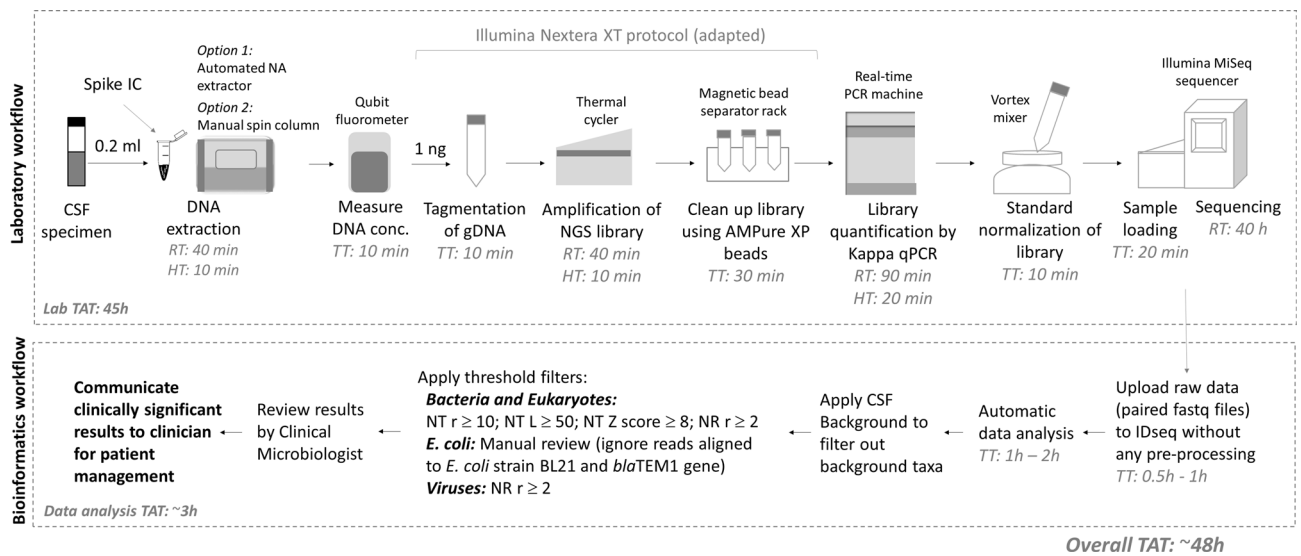 Laboratory workflow
Illumina Nextera XT protocol (adapted)
Spike IC
0.2 ml
CSF
specimen
Option 1:
Automated NA
extractor
Option 2:
Manual spin column
DNA
extraction
RT: 40 min
HT: 10 min
Qubit
fluorometer
Measure
DNA conc.
TT: 10 min
1 ng
Tagmentation
of gDNA
TT: 10 min
Thermal
cycler
Amplification of
NGS library
RT: 40 min
HT: 10 min
Magnetic bead
separator rack
Clean up library
using AMPure XP
beads
TT: 30 min
Real-time
PCR machine
Library
quantification by
Kappa qPCR
RT: 90 min
HT: 20 min
Vortex
mixer
Standard
normalization of
library
TT: 10 min
Illumina MiSeq
sequencer
Sample
loading
TT: 20 min
Sequencing
RT: 40 h
Lab TAT: 45h
Bioinformatics workflow
Upload raw data
(paired fastq files)
to IDseq without
any pre-processing
TT: 0.5h - 1h
Automatic
data analysis
TT: 1h – 2h
Apply CSF
Background to
filter out
background taxa
Apply threshold filters:
Bacteria and Eukaryotes:
NT r ≥ 10; NT L ≥ 50; NT Z score ≥ 8; NR r ≥ 2
E. coli: Manual review (ignore reads aligned
to E. coli strain BL21 and blaTEM1 gene)
Viruses: NR r ≥ 2
Review results
by Clinical
Microbiologist
Communicate
clinically significant
results to clinician
for patient
management
Data analysis TAT: ~3h
Overall TAT: ~48h